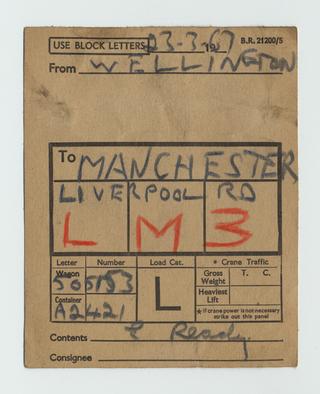 USE BLOCK LETTERS 23-3-1967 B.R. 21200/5
From WELLINGTON
To MANCHESTER
LIVERPOOL RD
L M 3
Letter Number Load Cat. * Crane Traffic
Wagon
505153
Gross Weight T. C.
Container
A2421
L
Heaviest Lift
* If crane power is not necessary strike out this panel
Contents Ready
Consignee